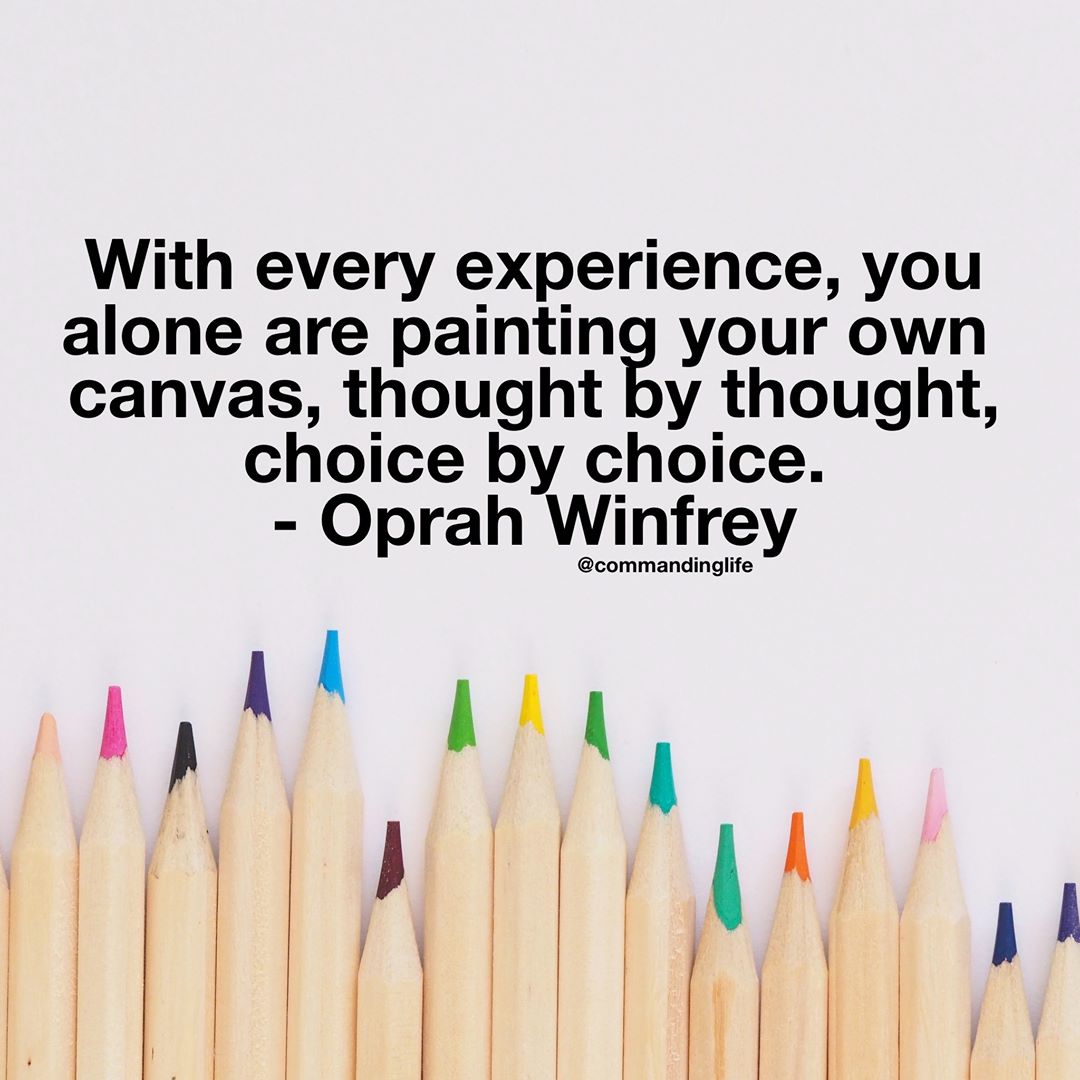 With every experience, you
alone are painting your own
canvas, thought by thought,
choice by choice.
- Oprah Winfrey
@commandinglife